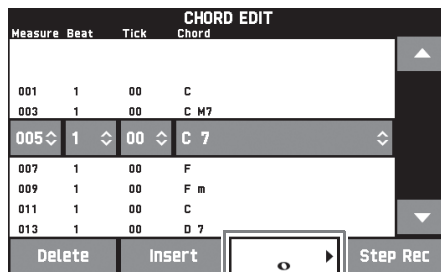 CHORD EDIT
Measure Beat Tick Chord
001 1 00 C
003 1 00 C M7
005 1 00 C 7
007 1 00 F
009 1 00 F m
011 1 00 C
013 1 00 D 7
Delete Insert Step Rec